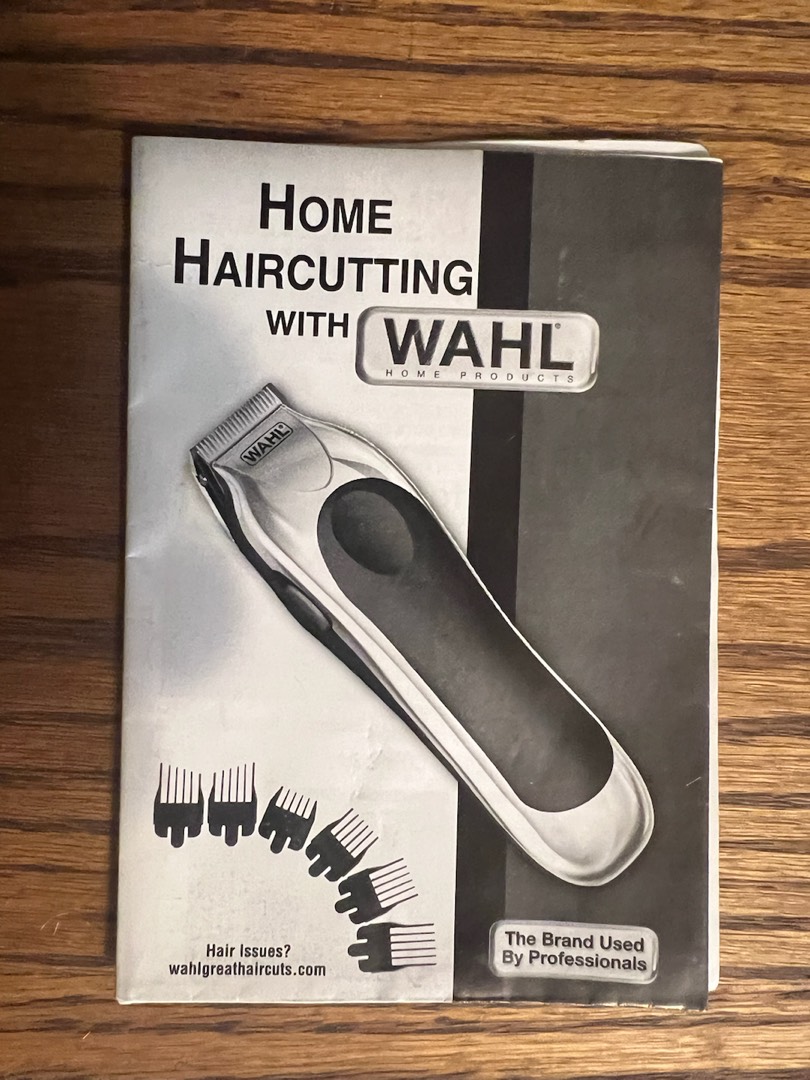 HOME
HAIRCUTTING
WITH WAHL®
HOME PRODUCTS
WAHL
Hair Issues?
wahlgreathaircuts.com
The Brand Used
By Professionals